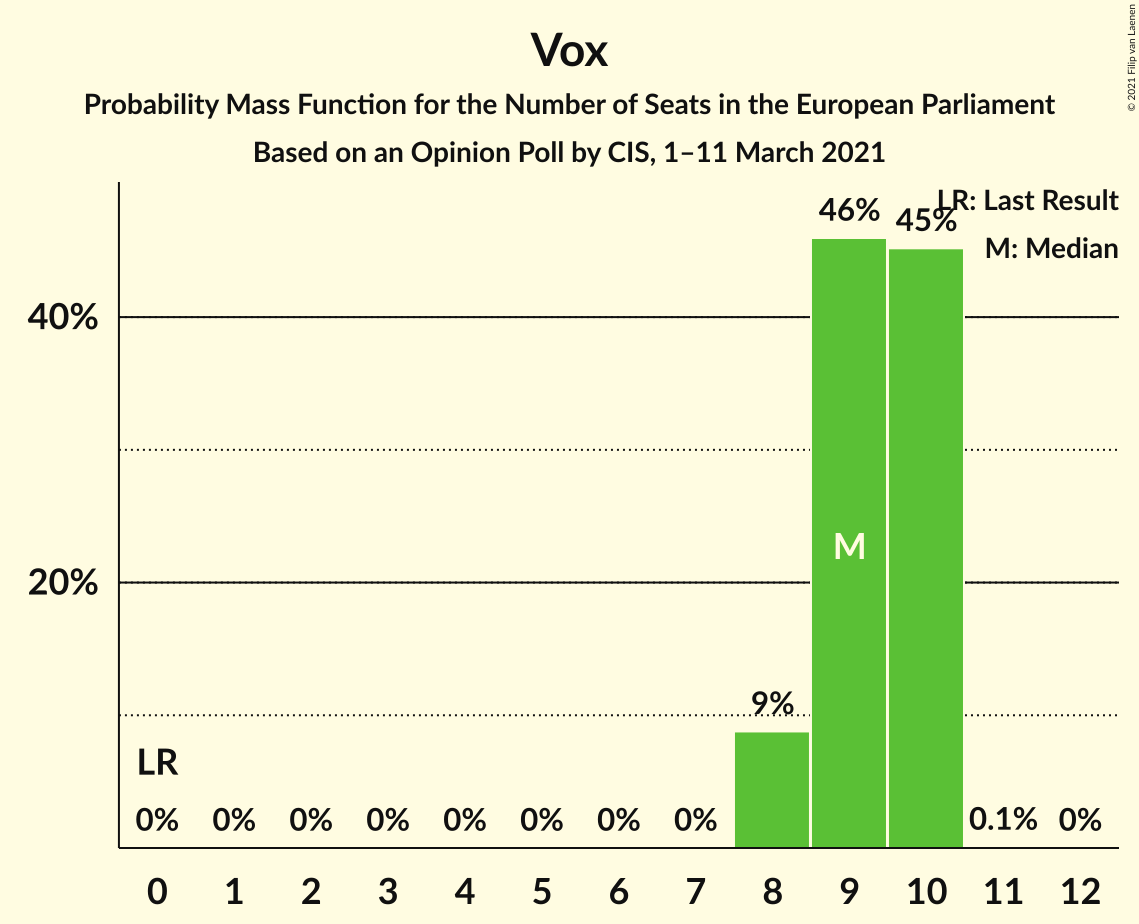 Vox
Probability Mass Function for the Number of Seats in the European Parliament
Based on an Opinion Poll by CIS, 1–11 March 2021
© 2021 Filip van Laenen
LR: Last Result
M: Median
46%
45%
40%
M
20%
9%
LR
0% 0% 0% 0% 0% 0% 0% 0% 0.1% 0%
0 1 2 3 4 5 6 7 8 9 10 11 12